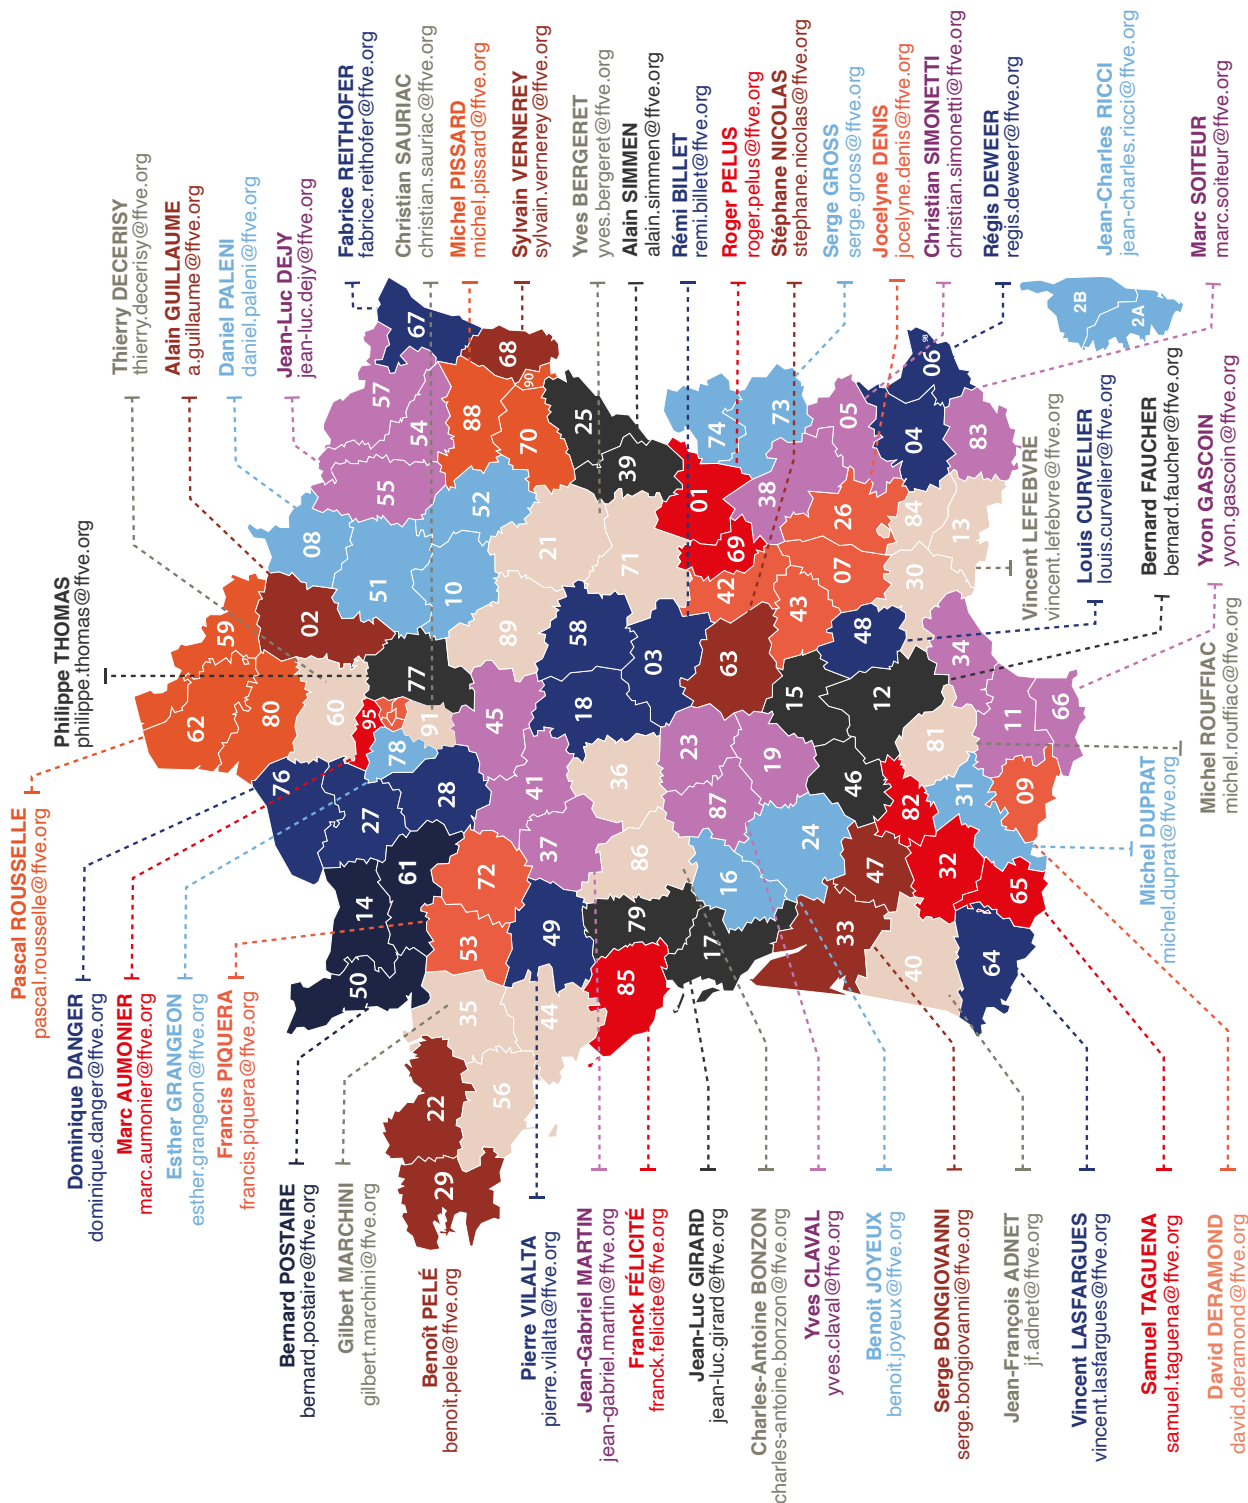 Pascal ROUSSELLE
pascal.rousselle@ffve.org
Dominique DANGER
dominique.danger@ffve.org
Marc AUMONIER
marc.aumonier@ffve.org
Esther GRANGEON
esther.grangeon@ffve.org
Francis PIQUERA
francis.piquera@ffve.org
Bernard POSTAIRE
bernard.postaire@ffve.org
Gilbert MARCHINI
gilbert.marchini@ffve.org
Benoît PELÉ
benoit.pele@ffve.org
Pierre VILALTA
pierre.vilalta@ffve.org
Jean-Gabriel MARTIN
jean-gabriel.martin@ffve.org
Franck FÉLICITÉ
franck.felicite@ffve.org
Jean-Luc GIRARD
jean-luc.girard@ffve.org
Charles-Antoine BONZON
charles-antoine.bonzon@ffve.org
Yves CLAVAL
yves.claval@ffve.org
Benoit JOYEUX
benoit.joyeux@ffve.org
Serge BONGIOVANNI
serge.bongiovanni@ffve.org
Jean-François ADNET
jf.adnet@ffve.org
Vincent LASFARGUES
vincent.lasfargues@ffve.org
Samuel TAGUENA
samuel.taguena@ffve.org
David DERAMOND
david.deramond@ffve.org
Philippe THOMAS
philippe.thomas@ffve.org
Thierry DECERISY
thierry.decerisy@ffve.org
Alain GUILLAUME
a.guillaume@ffve.org
Daniel PALENI
daniel.paleni@ffve.org
Jean-Luc DEJY
jean-luc.dejy@ffve.org
Fabrice REITHOFER
fabrice.reithofer@ffve.org
Christian SAURIAC
christian.sauriac@ffve.org
Michel PISSARD
michel.pissard@ffve.org
Sylvain VERNEREY
sylvain.vernerey@ffve.org
Yves BERGERET
yves.bergeret@ffve.org
Alain SIMMEN
alain.simmen@ffve.org
Rémi BILLET
remi.billet@ffve.org
Roger PELUS
roger.pelus@ffve.org
Stéphane NICOLAS
stephane.nicolas@ffve.org
Serge GROSS
serge.gross@ffve.org
Jocelyne DENIS
jocelyne.denis@ffve.org
Christian SIMONETTI
christian.simonetti@ffve.org
Régis DEWEER
regis.deweer@ffve.org
Jean-Charles RICCI
jean-charles.ricci@ffve.org
Marc SOITEUR
marc.soiteur@ffve.org
Vincent LEFEBVRE
vincent.lefebvre@ffve.org
Louis CURVELIER
louis.curvelier@ffve.org
Bernard FAUCHER
bernard.faucher@ffve.org
Yvon GASCOIN
yvon.gascoin@ffve.org
Michel ROUFFIAC
michel.rouffiac@ffve.org
Michel DUPRAT
michel.duprat@ffve.org
62
59
80
02
60
76
95
78
91
77
27
28
14
61
50
08
51
10
52
55
54
57
67
68
88
90
70
25
39
21
71
89
58
18
03
45
41
37
36
72
53
49
35
22
29
56
44
85
79
86
17
16
87
23
19
24
63
15
42
69
01
74
73
38
05
26
07
43
48
12
46
47
33
40
64
32
82
65
31
09
81
34
11
66
30
84
13
04
06
98
83
2B
2A